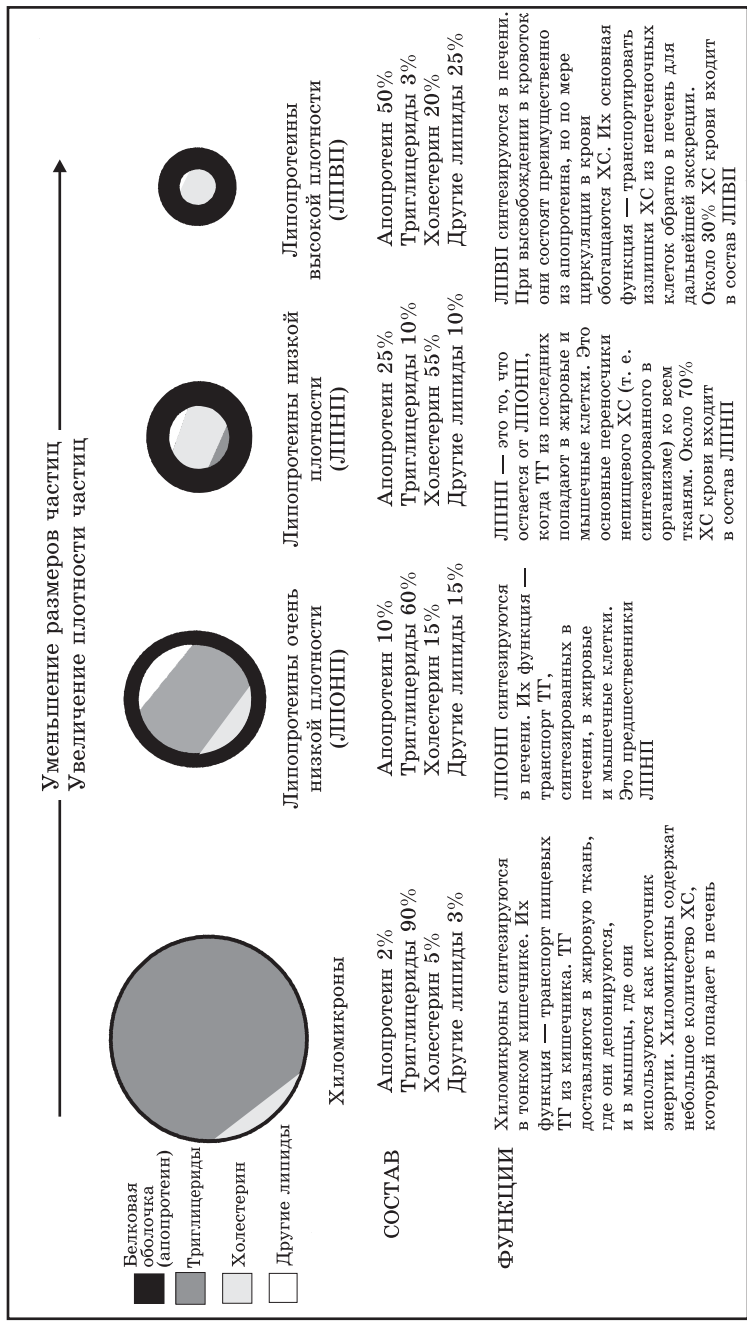 Уменьшение размеров частиц
Увеличение плотности частиц
Белковая
оболочка
(апопротеин)
Триглицериды
Холестерин
Другие липиды
Хиломикроны
Липопротеины очень
низкой плотности
(ЛПОНП)
Липопротеины низкой
плотности
(ЛПНП)
Липопротеины
высокой плотности
(ЛПВП)
СОСТАВ
Апопротеин 2%
Триглицериды 90%
Холестерин 5%
Другие липиды 3%
Апопротеин 10%
Триглицериды 60%
Холестерин 15%
Другие липиды 15%
Апопротеин 25%
Триглицериды 10%
Холестерин 55%
Другие липиды 10%
Апопротеин 50%
Триглицериды 3%
Холестерин 20%
Другие липиды 25%
ФУНКЦИИ
Хиломикроны синтезируются
в тонком кишечнике. Их
функция — транспорт пищевых
ТГ из кишечника. ТГ
доставляются в жировую ткань,
где они депонируются,
и в мышцы, где они
используются как источник
энергии. Хиломикроны содержат
небольшое количество ХС,
который попадает в печень
ЛПОНП синтезируются
в печени. Их функция —
транспорт ТГ,
синтезированных в
печени, в жировые
и мышечные клетки.
Это предшественники
ЛПНП
ЛПНП — это то, что
остается от ЛПОНП,
когда ТГ из последних
попадают в жировые и
мышечные клетки. Это
основные переносчики
непищевого ХС (т. е.
синтезированного в
организме) ко всем
тканям. Около 70%
ХС крови входит
в состав ЛПНП
ЛПВП синтезируются в печени.
При высвобождении в кровоток
они состоят преимущественно
из апопротеина, но по мере
циркуляции в крови
обогащаются ХС. Их основная
функция — транспортировать
излишки ХС из непеченочных
клеток обратно в печень для
дальнейшей экскреции.
Около 30% ХС крови входит
в состав ЛПВП